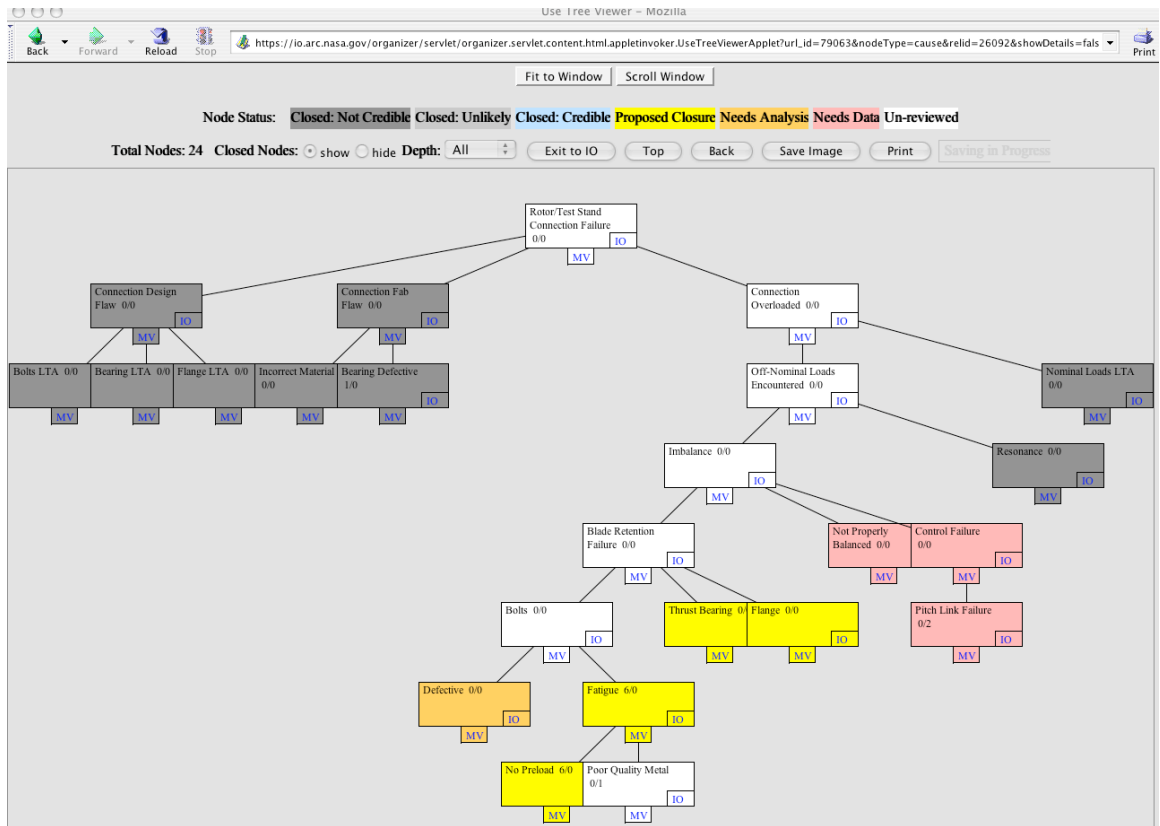 Use Tree Viewer – Mozilla
Back Forward Reload Stop https://io.arc.nasa.gov/organizer/servlet/organizer.servlet.content.html.appletinvoker.UseTreeViewerApplet?url_id=79063&nodeType=cause&relid=26092&showDetails=fals Print
Fit to Window Scroll Window
Node Status: Closed: Not Credible Closed: Unlikely Closed: Credible Proposed Closure Needs Analysis Needs Data Un-reviewed
Total Nodes: 24 Closed Nodes: show hide Depth: All Exit to IO Top Back Save Image Print Saving in Progress
Rotor/Test Stand
Connection Failure
0/0 IO
MV
Connection Design
Flaw 0/0
IO
MV
Connection Fab
Flaw 0/0
IO
MV
Connection
Overloaded 0/0
IO
MV
Bolts LTA 0/0
MV
Bearing LTA 0/0
MV
Flange LTA 0/0
MV
Incorrect Material
0/0
MV
Bearing Defective
1/0
IO
MV
Off-Nominal Loads
Encountered 0/0
IO
MV
Nominal Loads LTA
0/0
IO
MV
Imbalance 0/0
IO
MV
Resonance 0/0
IO
MV
Blade Retention
Failure 0/0
IO
MV
Not Properly
Balanced 0/0
MV
Control Failure
0/0
IO
MV
Bolts 0/0
IO
MV
Thrust Bearing 0/
MV
Flange 0/0
IO
MV
Pitch Link Failure
0/2
IO
MV
Defective 0/0
IO
MV
Fatigue 6/0
IO
MV
No Preload 6/0
MV
Poor Quality Metal
0/1
IO
MV